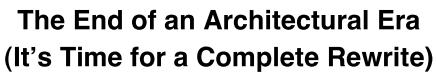 The End of an Architectural Era
(It’s Time for a Complete Rewrite)